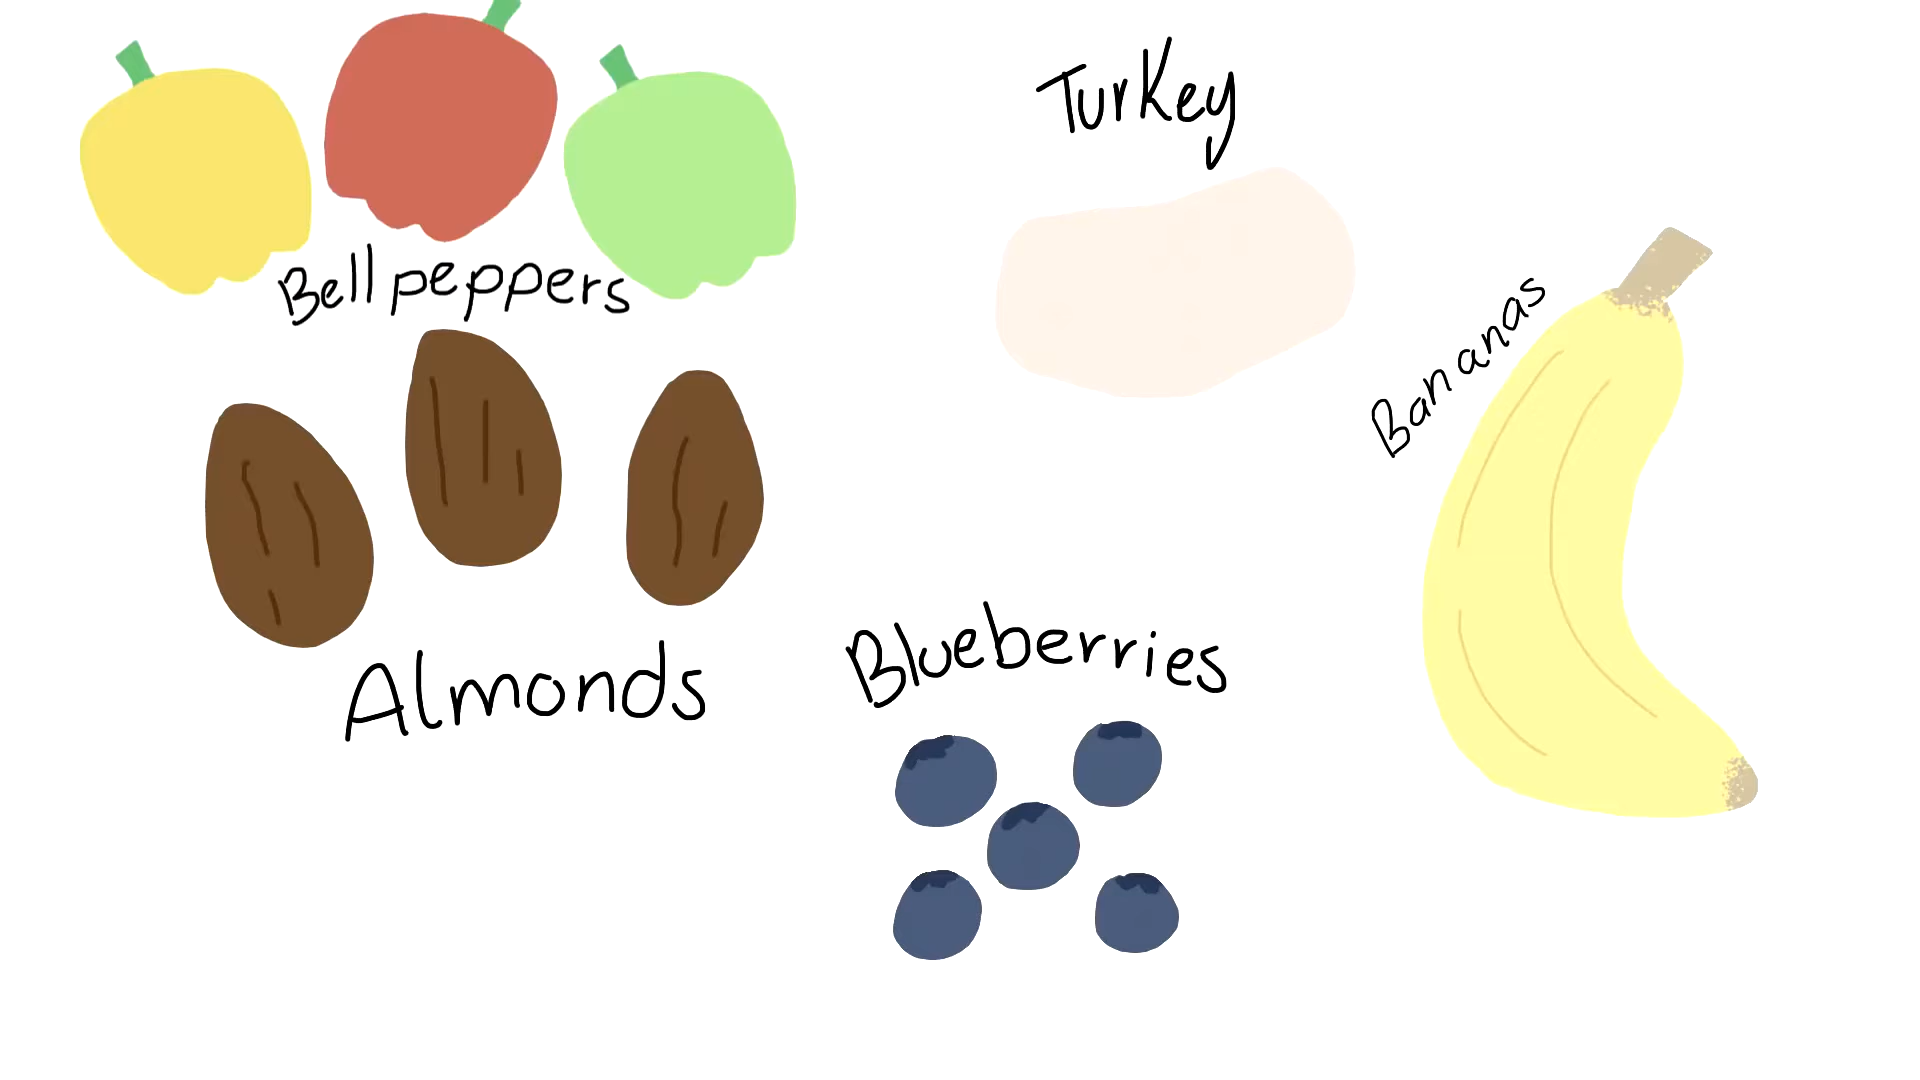 Turkey
Bell peppers
Bananas
Almonds
Blueberries